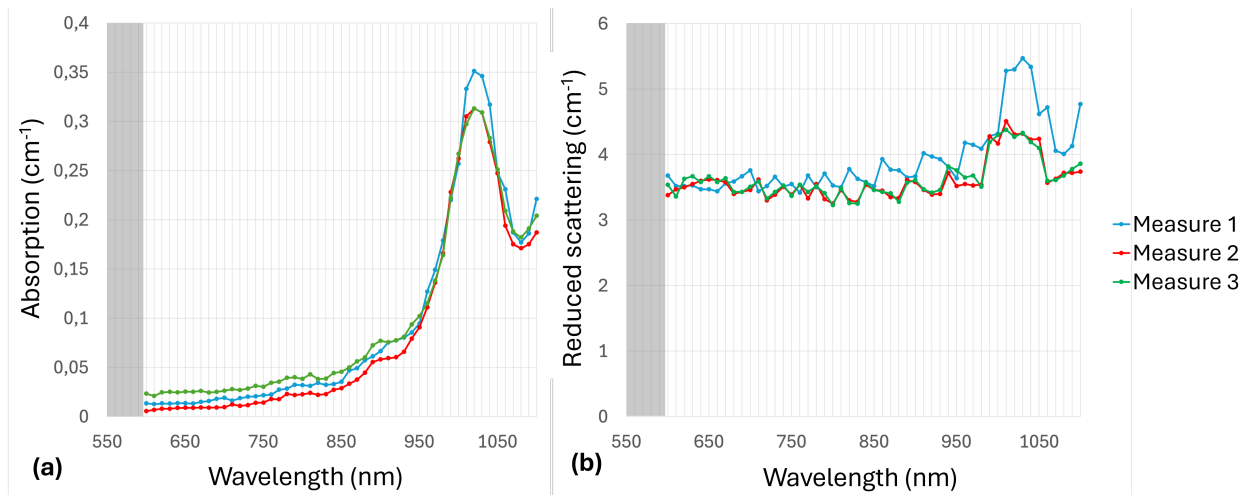 0,4
0,35
0,3
0,25
0,2
0,15
0,1
0,05
0
Absorption (cm-1)
550 650 750 850 950 1050
(a)
Wavelength (nm)
6
5
4
3
2
1
0
Reduced scattering (cm-1)
550 650 750 850 950 1050
(b)
Wavelength (nm)
Measure 1
Measure 2
Measure 3